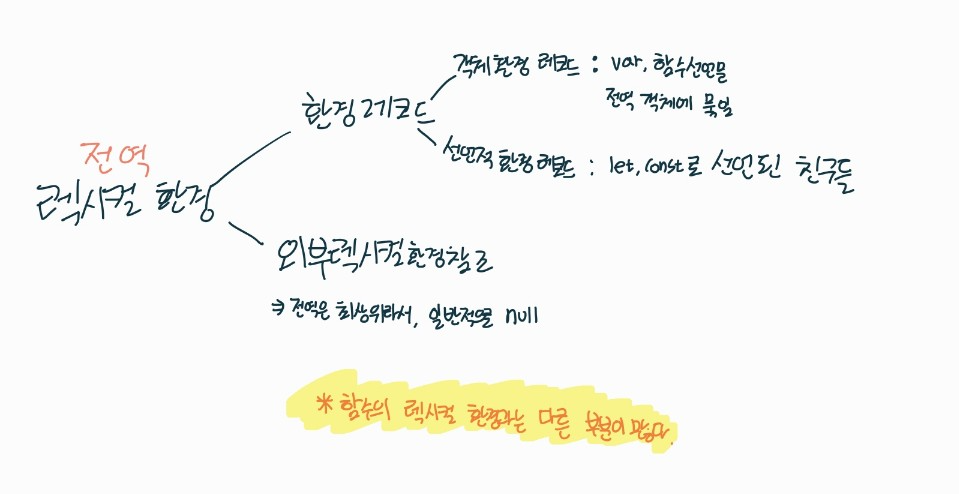 전역
렉시컬 환경
환경 레코드
객체 환경 레코드 : var, 함수선언문
전역 객체에 묶임
선언적 환경 레코드 : let, const로 선언된 친구들
외부 렉시컬 환경 참조
⇒ 전역은 최상위라서, 일반적으로 null
* 함수의 렉시컬 환경과는 다른 부분이 많음.